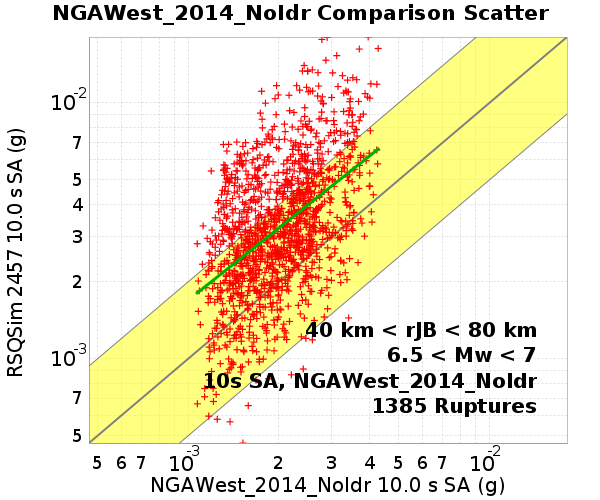 NGAWest_2014_NoIdr Comparison Scatter
RSQSim 2457 10.0 s SA (g)
10-2
7
5
4
3
2
10-3
7
5
40 km < rJB < 80 km
6.5 < Mw < 7
10s SA, NGAWest_2014_NoIdr
1385 Ruptures
5 6 7 10-3 2 3 4 5 6 7 10-2
NGAWest_2014_NoIdr 10.0 s SA (g)